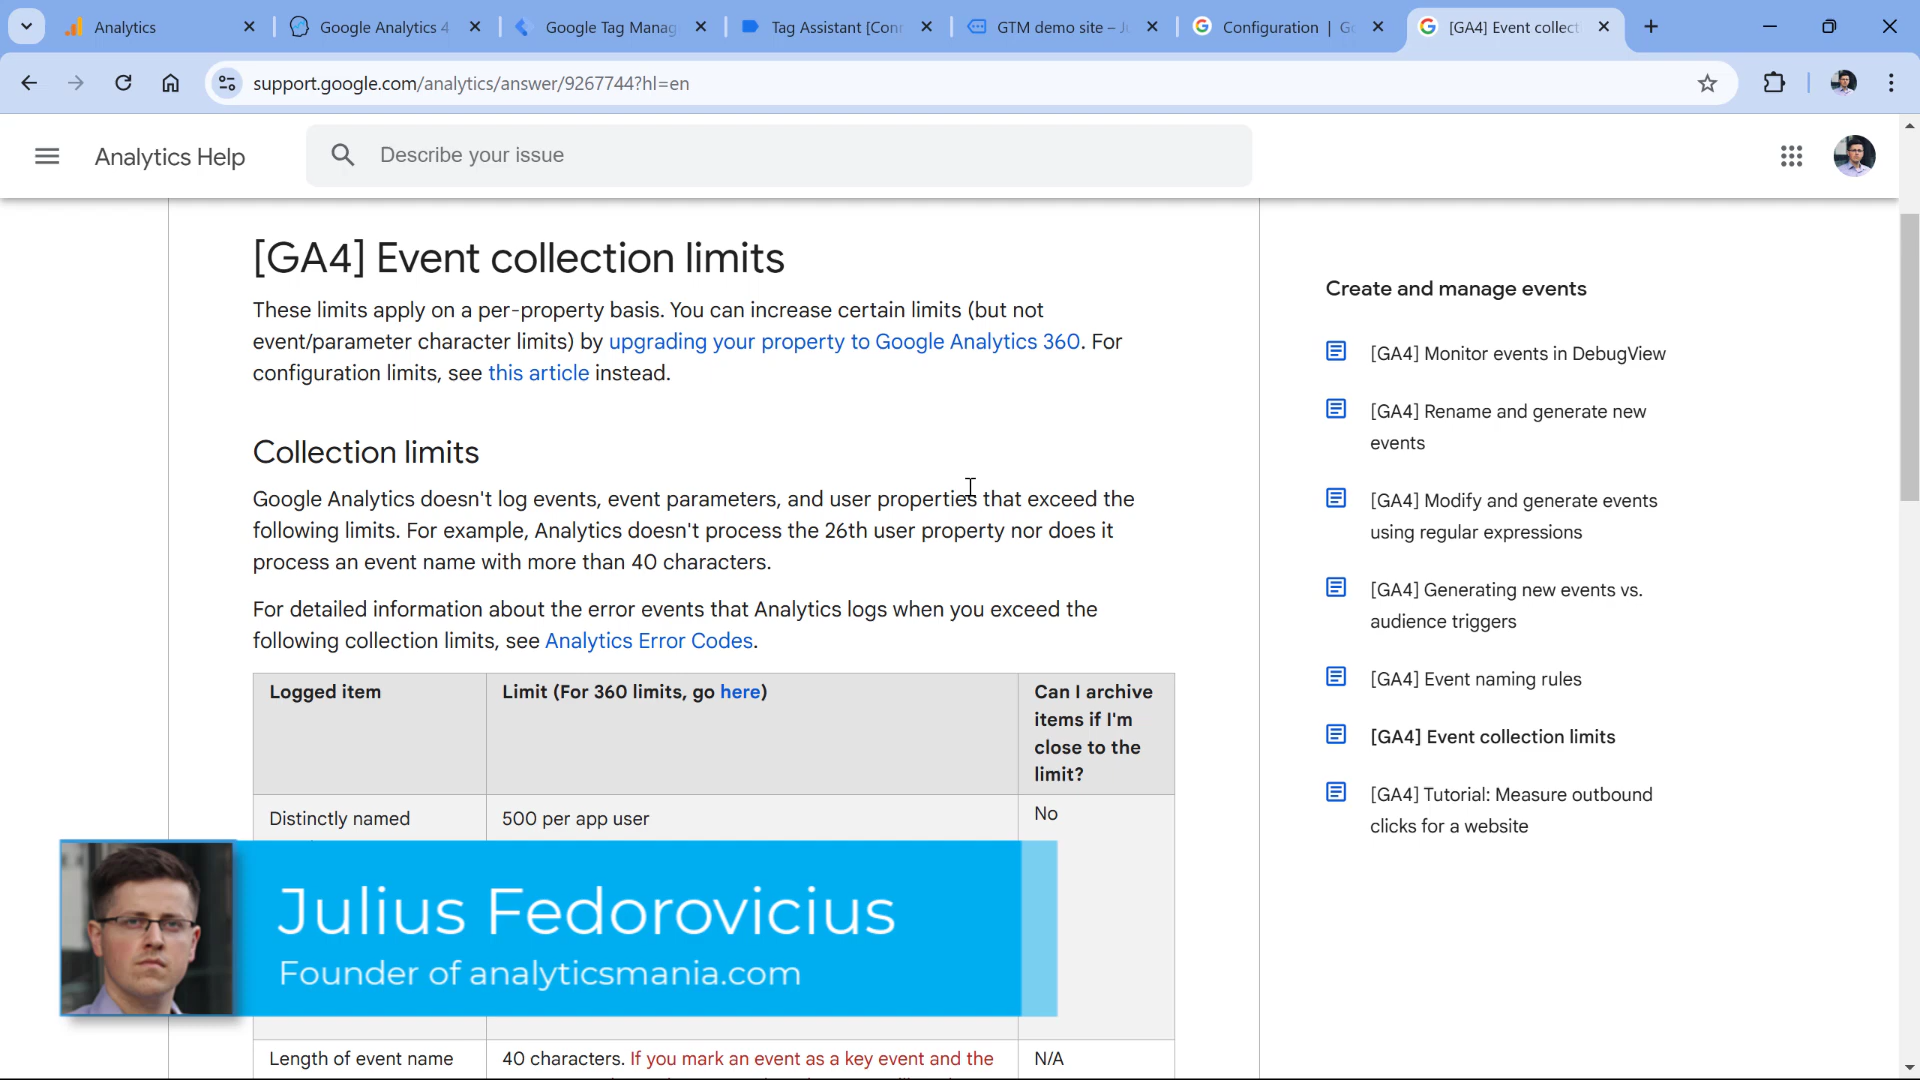 Analytics
Google Analytics 4
Google Tag Manag
Tag Assistant [Con
GTM demo site – Ju
Configuration | Go
[GA4] Event collect
support.google.com/analytics/answer/9267744?hl=en
Analytics Help
Describe your issue
[GA4] Event collection limits
These limits apply on a per-property basis. You can increase certain limits (but not
event/parameter character limits) by upgrading your property to Google Analytics 360. For
configuration limits, see this article instead.
Collection limits
Google Analytics doesn't log events, event parameters, and user properties that exceed the
following limits. For example, Analytics doesn't process the 26th user property nor does it
process an event name with more than 40 characters.
For detailed information about the error events that Analytics logs when you exceed the
following collection limits, see Analytics Error Codes.
Logged item
Limit (For 360 limits, go here)
Can I archive
items if I'm
close to the
limit?
Distinctly named
500 per app user
No
Length of event name
40 characters. If you mark an event as a key event and the
N/A
Create and manage events
[GA4] Monitor events in DebugView
[GA4] Rename and generate new
events
[GA4] Modify and generate events
using regular expressions
[GA4] Generating new events vs.
audience triggers
[GA4] Event naming rules
[GA4] Event collection limits
[GA4] Tutorial: Measure outbound
clicks for a website
Julius Fedorovicius
Founder of analyticsmania.com